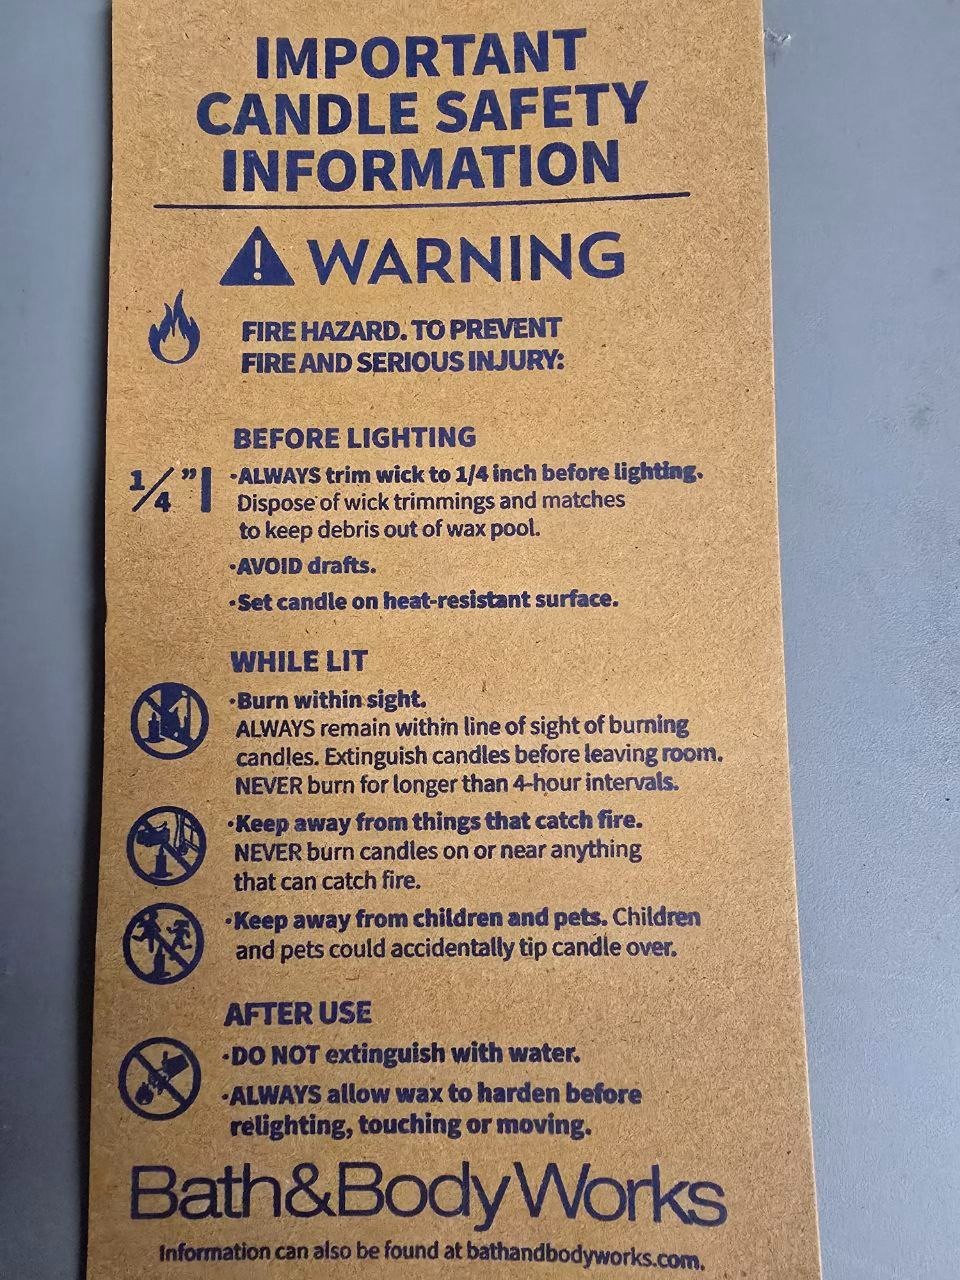 IMPORTANT
CANDLE SAFETY
INFORMATION
WARNING
FIRE HAZARD. TO PREVENT
FIRE AND SERIOUS INJURY:
BEFORE LIGHTING
1/4"
•ALWAYS trim wick to 1/4 inch before lighting.
Dispose of wick trimmings and matches
to keep debris out of wax pool.
•AVOID drafts.
•Set candle on heat-resistant surface.
WHILE LIT
•Burn within sight.
ALWAYS remain within line of sight of burning
candles. Extinguish candles before leaving room.
NEVER burn for longer than 4-hour intervals.
•Keep away from things that catch fire.
NEVER burn candles on or near anything
that can catch fire.
•Keep away from children and pets. Children
and pets could accidentally tip candle over.
AFTER USE
•DO NOT extinguish with water.
•ALWAYS allow wax to harden before
relighting, touching or moving.
Bath&Body Works
Information can also be found at bathandbodyworks.com.